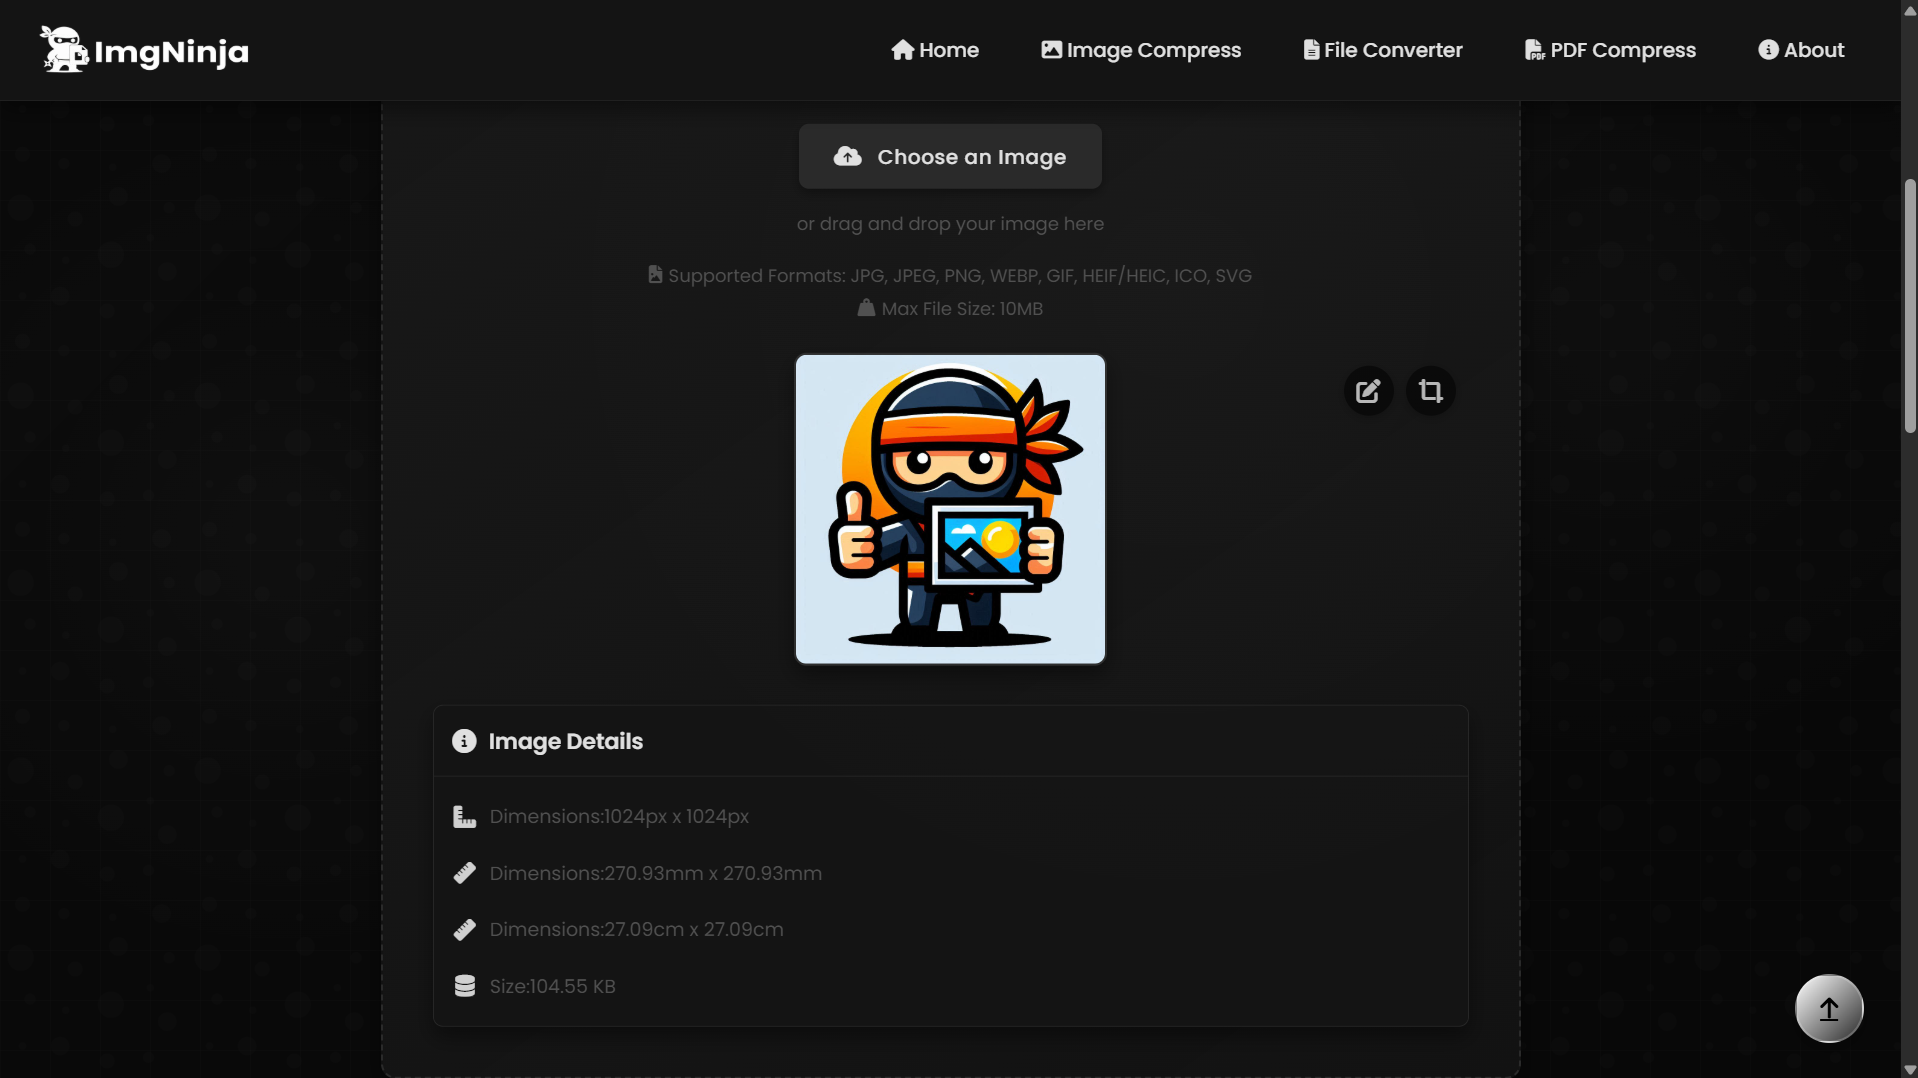 ImgNinja
Home
Image Compress
File Converter
PDF Compress
About
Choose an Image
or drag and drop your image here
Supported Formats: JPG, JPEG, PNG, WEBP, GIF, HEIF/HEIC, ICO, SVG
Max File Size: 10MB
Image Details
Dimensions:1024px x 1024px
Dimensions:270.93mm x 270.93mm
Dimensions:27.09cm x 27.09cm
Size:104.55 KB